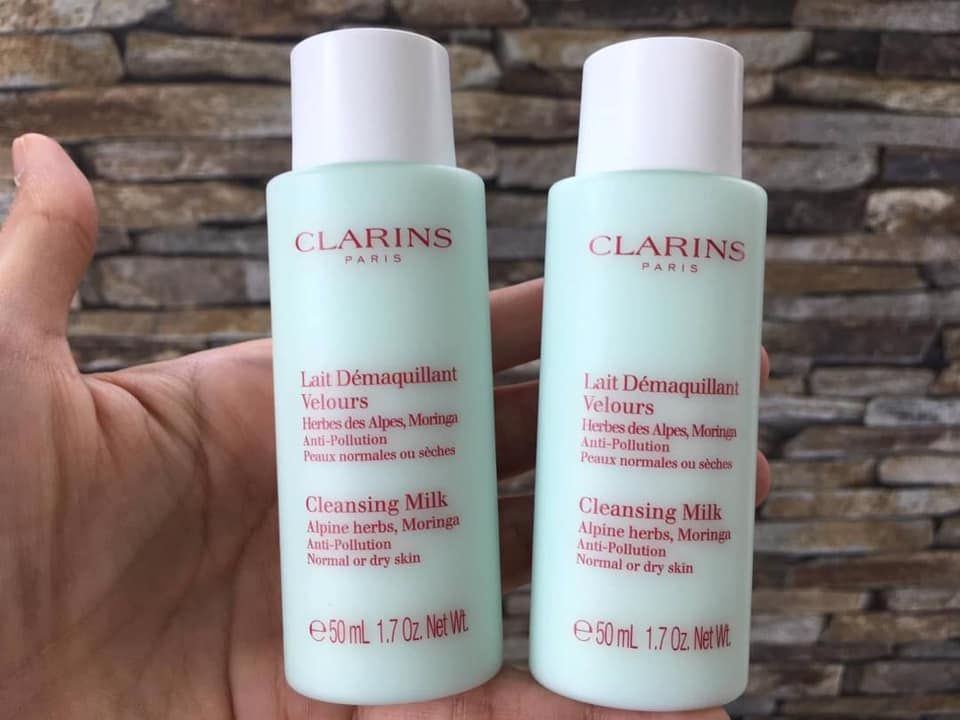 CLARINS
PARIS
Lait Démaquillant
Velours
Herbes des Alpes, Moringa
Anti-Pollution
Peaux normales ou sèches
Cleansing Milk
Alpine herbs, Moringa
Anti-Pollution
Normal or dry skin
℮50 mL 1.7 Oz. Net Wt.
CLARINS
PARIS
Lait Démaquillant
Velours
Herbes des Alpes, Moringa
Anti-Pollution
Peaux normales ou sèches
Cleansing Milk
Alpine herbs, Moringa
Anti-Pollution
Normal or dry skin
℮50 mL 1.7 Oz. Net Wt.